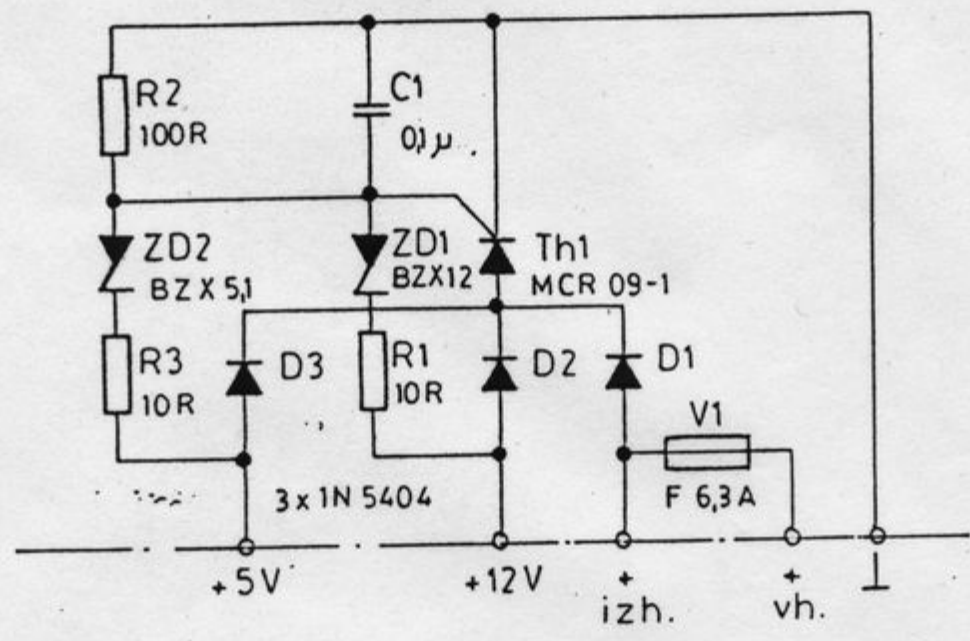 R2
100R
C1
0,1 µ
ZD2
BZX 5,1
ZD1
BZX12
Th1
MCR 09-1
R3
10R
D3
R1
10R
D2
D1
V1
F 6,3 A
3 x 1N 5404
+5V
+12V
+
izh.
+
vh.